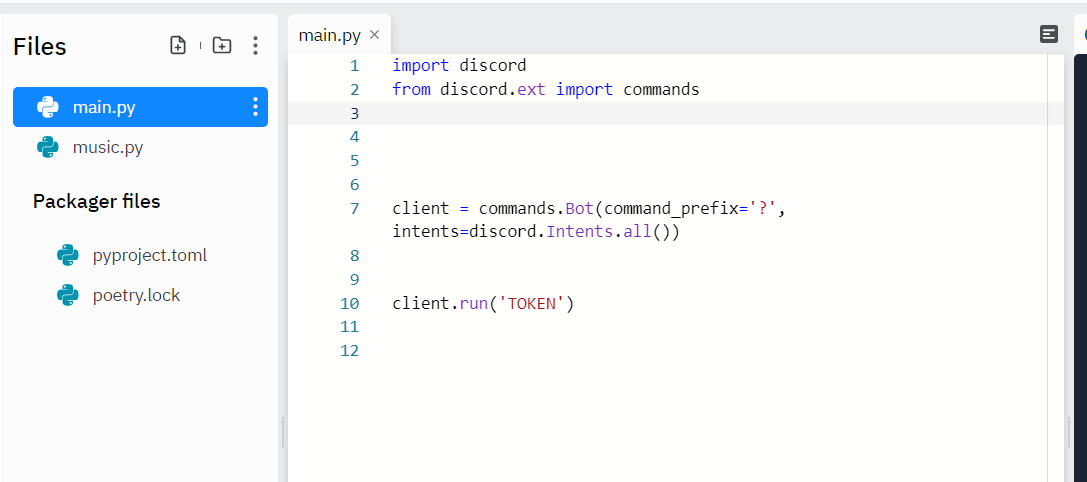 Files
main.py
music.py
Packager files
pyproject.toml
poetry.lock
main.py ×
1 import discord
2 from discord.ext import commands
3
4
5
6
7 client = commands.Bot(command_prefix='?',
intents=discord.Intents.all())
8
9
10 client.run('TOKEN')
11
12